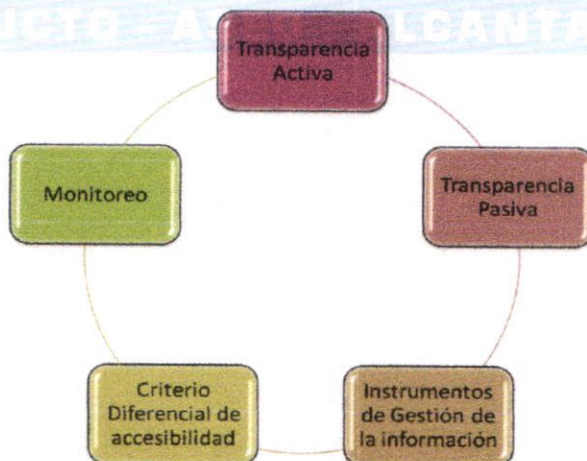 Transparencia
Activa
Transparencia
Pasiva
Instrumentos
de Gestión de
la información
Criterio
Diferencial de
accesibilidad
Monitoreo